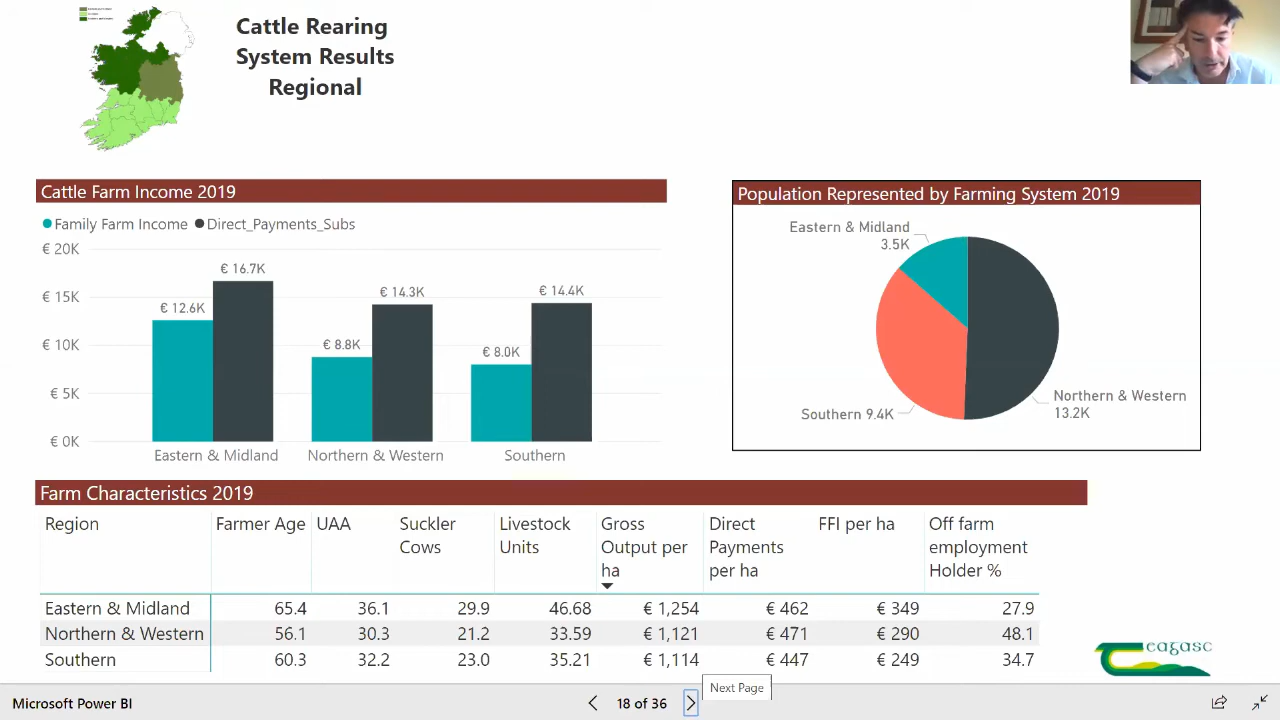 Cattle Rearing
System Results
Regional
Cattle Farm Income 2019
Family Farm Income Direct_Payments_Subs
€ 20K
€ 15K
€ 10K
€ 5K
€ 0K
€ 12.6K
€ 16.7K
€ 8.8K
€ 14.3K
€ 8.0K
€ 14.4K
Eastern & Midland Northern & Western Southern
Population Represented by Farming System 2019
Eastern & Midland
3.5K
Southern 9.4K
Northern & Western
13.2K
Farm Characteristics 2019
Region Farmer Age UAA Suckler Cows Livestock Units Gross Output per ha Direct Payments per ha FFI per ha Off farm employment Holder %
Eastern & Midland 65.4 36.1 29.9 46.68 € 1,254 € 462 € 349 27.9
Northern & Western 56.1 30.3 21.2 33.59 € 1,121 € 471 € 290 48.1
Southern 60.3 32.2 23.0 35.21 € 1,114 € 447 € 249 34.7
eagasc
Next Page
Microsoft Power BI 18 of 36